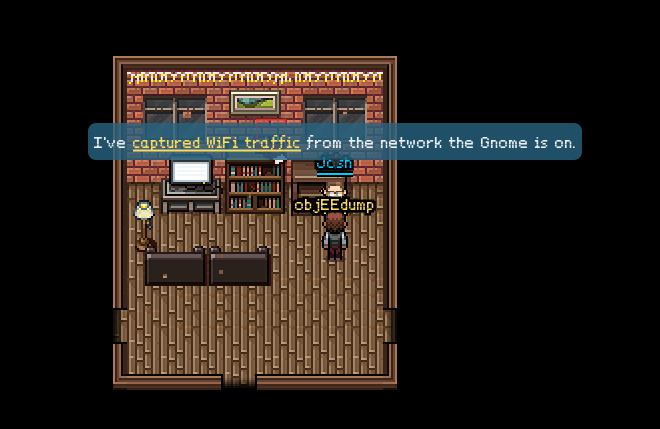 I've captured WiFi traffic from the network the Gnome is on.
Josh
objEEdump